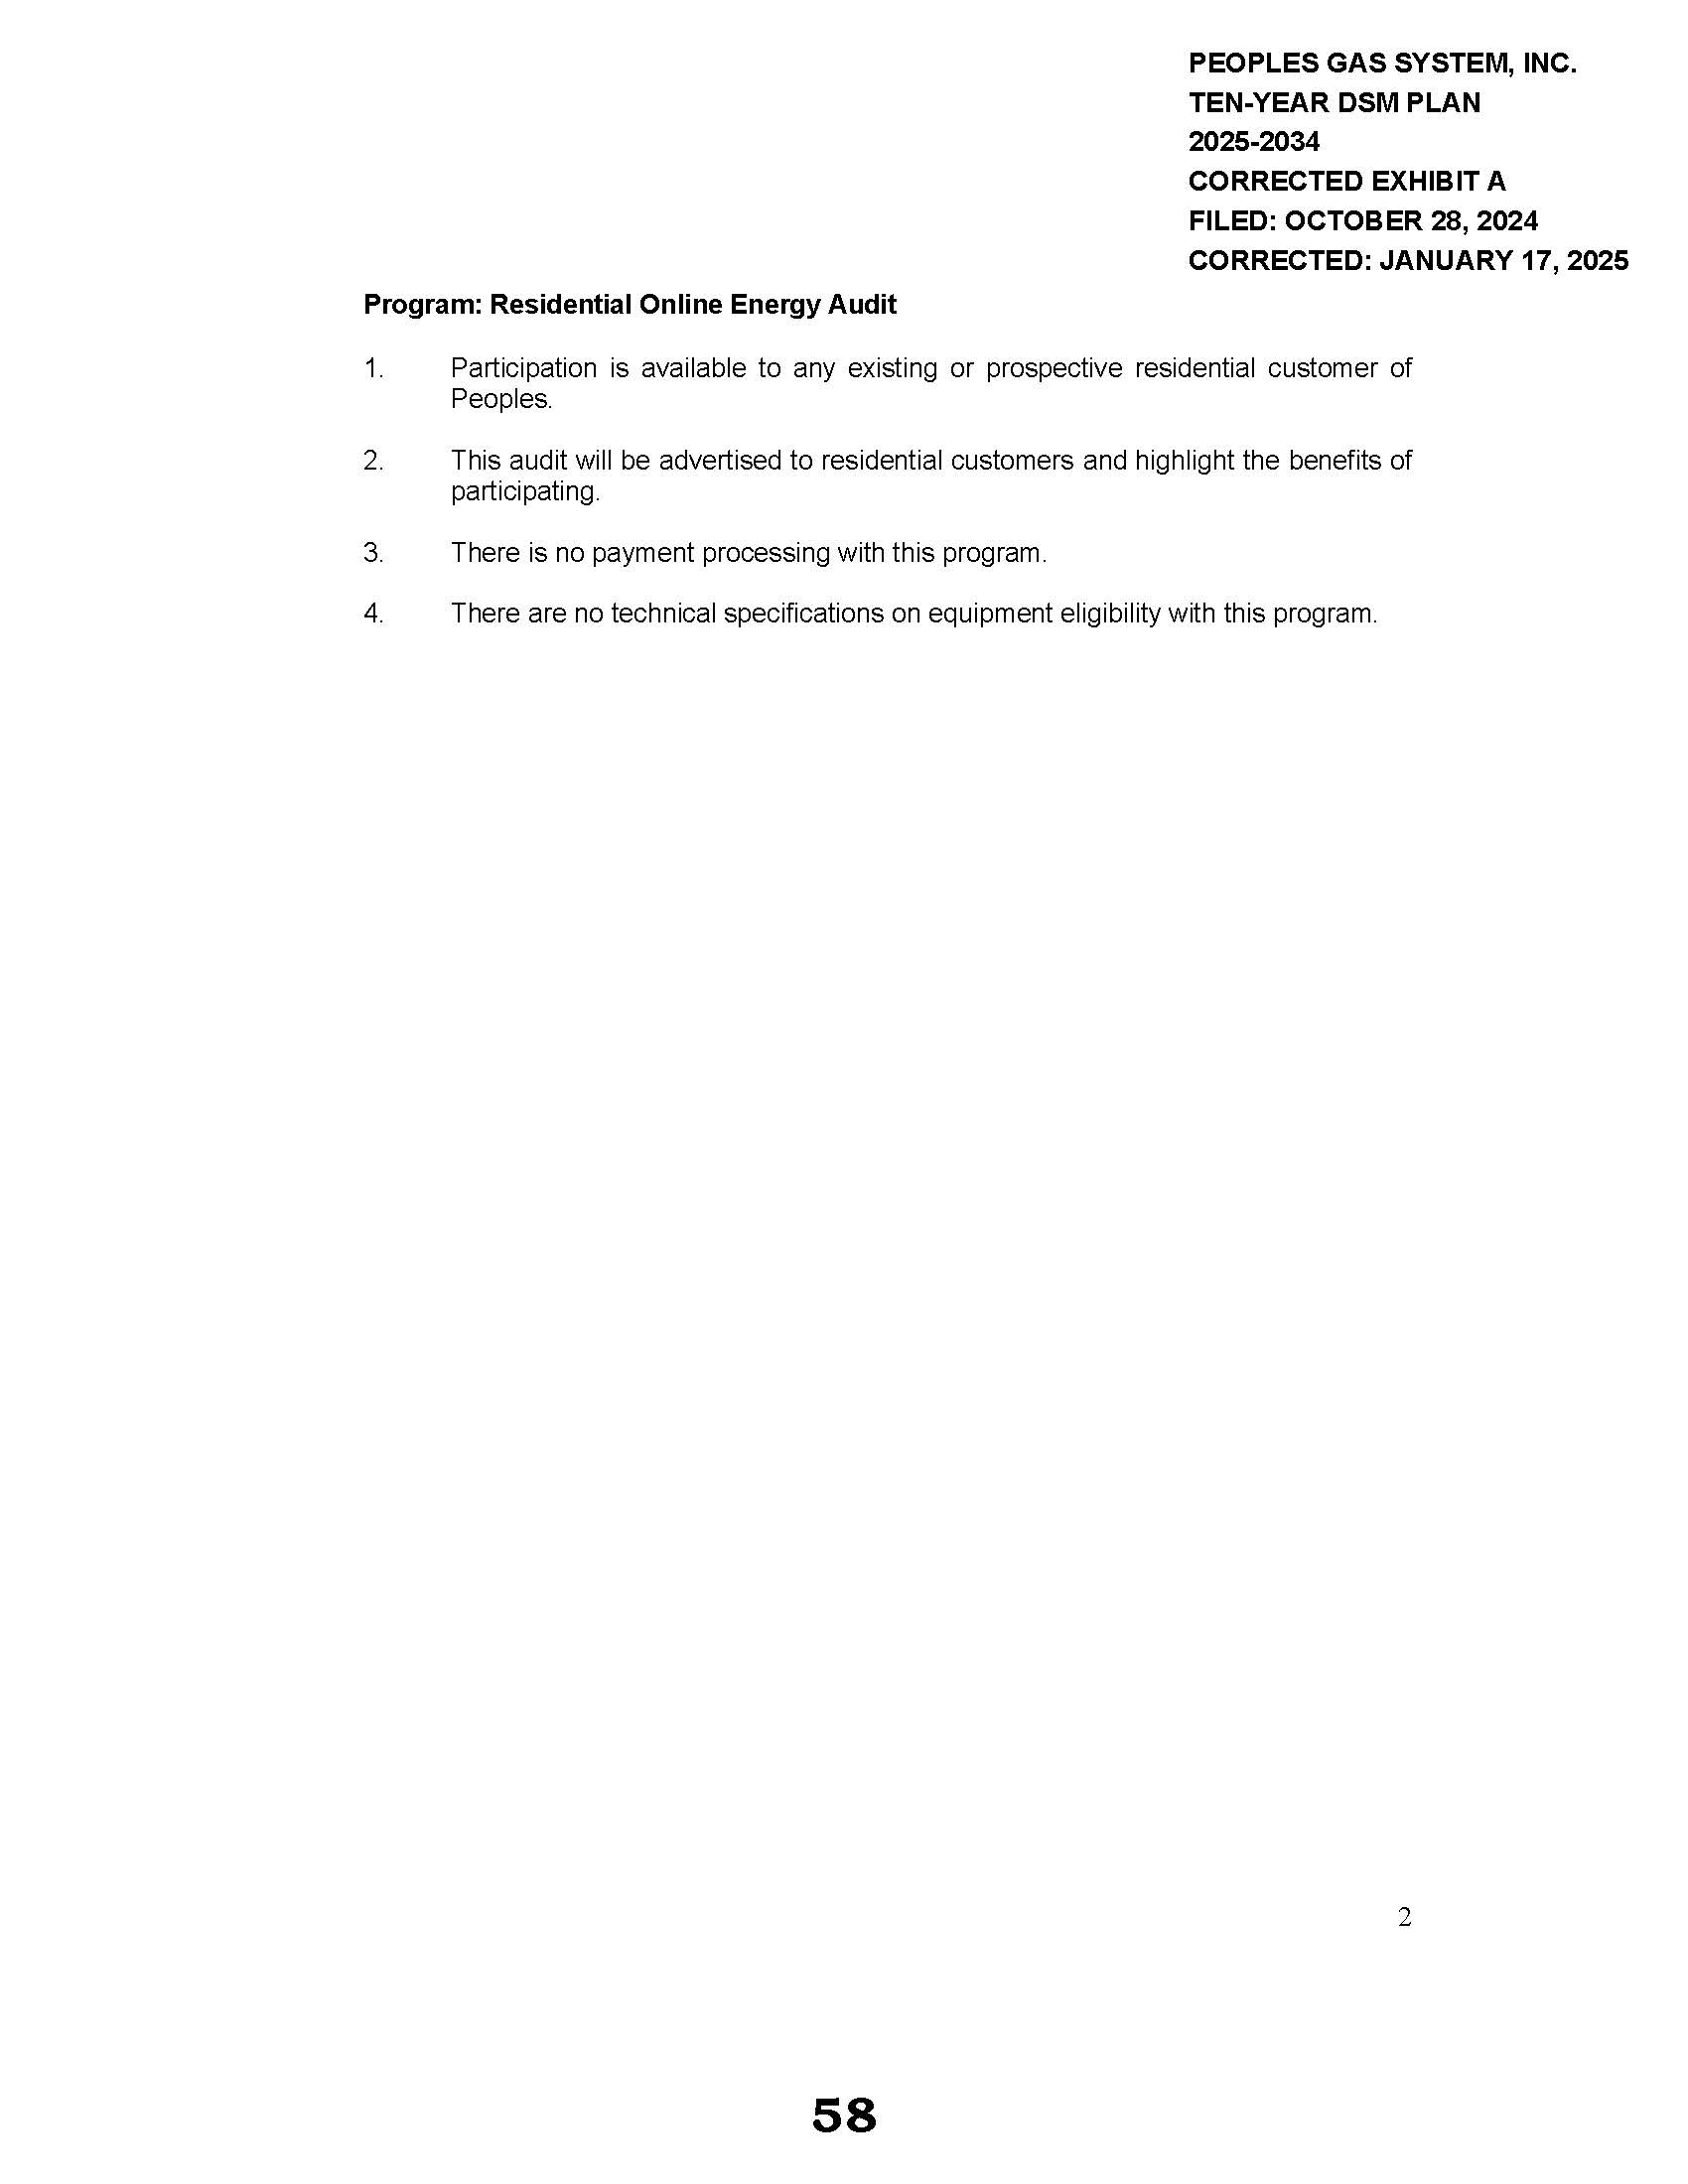 PEOPLES GAS SYSTEM, INC.
TEN-YEAR DSM PLAN
2025-2034
CORRECTED EXHIBIT A
FILED: OCTOBER 28, 2024
CORRECTED: JANUARY 17, 2025
Program: Residential Online Energy Audit
1. Participation is available to any existing or prospective residential customer of
Peoples.
2. This audit will be advertised to residential customers and highlight the benefits of
participating.
3. There is no payment processing with this program.
4. There are no technical specifications on equipment eligibility with this program.
2
58